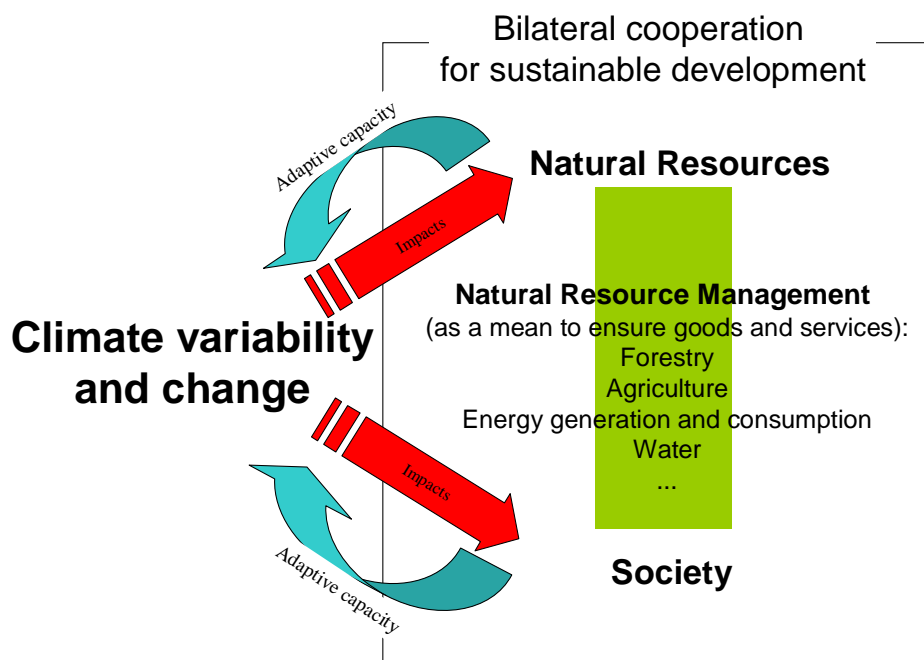 Bilateral cooperation
for sustainable development
Adaptive capacity
Natural Resources
Impacts
Natural Resource Management
(as a mean to ensure goods and services):
Forestry
Agriculture
Energy generation and consumption
Water
...
Climate variability
and change
Impacts
Adaptive capacity
Society